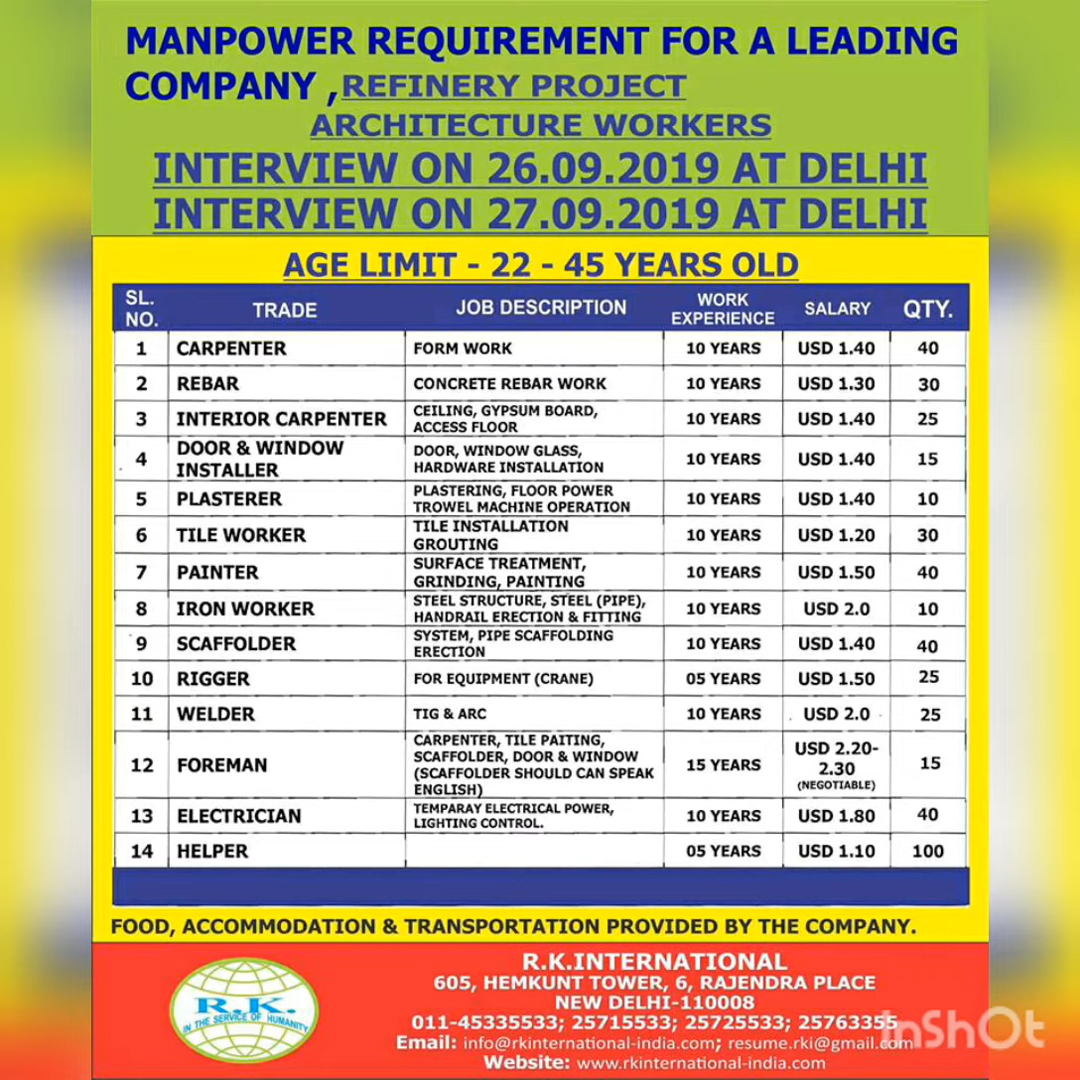 MANPOWER REQUIREMENT FOR A LEADING
COMPANY ,REFINERY PROJECT
ARCHITECTURE WORKERS
INTERVIEW ON 26.09.2019 AT DELHI
INTERVIEW ON 27.09.2019 AT DELHI
AGE LIMIT - 22 - 45 YEARS OLD
SL. NO. TRADE JOB DESCRIPTION WORK EXPERIENCE SALARY QTY.
1 CARPENTER FORM WORK 10 YEARS USD 1.40 40
2 REBAR CONCRETE REBAR WORK 10 YEARS USD 1.30 30
3 INTERIOR CARPENTER CEILING, GYPSUM BOARD, ACCESS FLOOR 10 YEARS USD 1.40 25
4 DOOR & WINDOW INSTALLER DOOR, WINDOW GLASS, HARDWARE INSTALLATION 10 YEARS USD 1.40 15
5 PLASTERER PLASTERING, FLOOR POWER TROWEL MACHINE OPERATION 10 YEARS USD 1.40 10
6 TILE WORKER TILE INSTALLATION GROUTING 10 YEARS USD 1.20 30
7 PAINTER SURFACE TREATMENT, GRINDING, PAINTING 10 YEARS USD 1.50 40
8 IRON WORKER STEEL STRUCTURE, STEEL (PIPE), HANDRAIL ERECTION & FITTING 10 YEARS USD 2.0 10
9 SCAFFOLDER SYSTEM, PIPE SCAFFOLDING ERECTION 10 YEARS USD 1.40 40
10 RIGGER FOR EQUIPMENT (CRANE) 05 YEARS USD 1.50 25
11 WELDER TIG & ARC 10 YEARS USD 2.0 25
12 FOREMAN CARPENTER, TILE PAITING, SCAFFOLDER, DOOR & WINDOW (SCAFFOLDER SHOULD CAN SPEAK ENGLISH) 15 YEARS USD 2.20-2.30 (NEGOTIABLE) 15
13 ELECTRICIAN TEMPARAY ELECTRICAL POWER, LIGHTING CONTROL. 10 YEARS USD 1.80 40
14 HELPER 05 YEARS USD 1.10 100
FOOD, ACCOMMODATION & TRANSPORTATION PROVIDED BY THE COMPANY.
R.K.
IN THE SERVICE OF HUMANITY
R.K.INTERNATIONAL
605, HEMKUNT TOWER, 6, RAJENDRA PLACE
NEW DELHI-110008
011-45335533; 25715533; 25725533; 25763355
Email: info@rkinternational-india.com; resume.rki@gmail.com
Website: www.rkinternational-india.com
InShOt